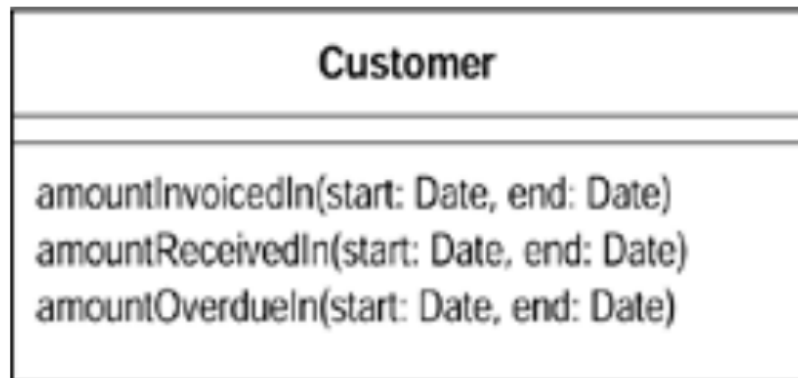 Customer
amountInvoicedIn(start: Date, end: Date)
amountReceivedIn(start: Date, end: Date)
amountOverdueIn(start: Date, end: Date)